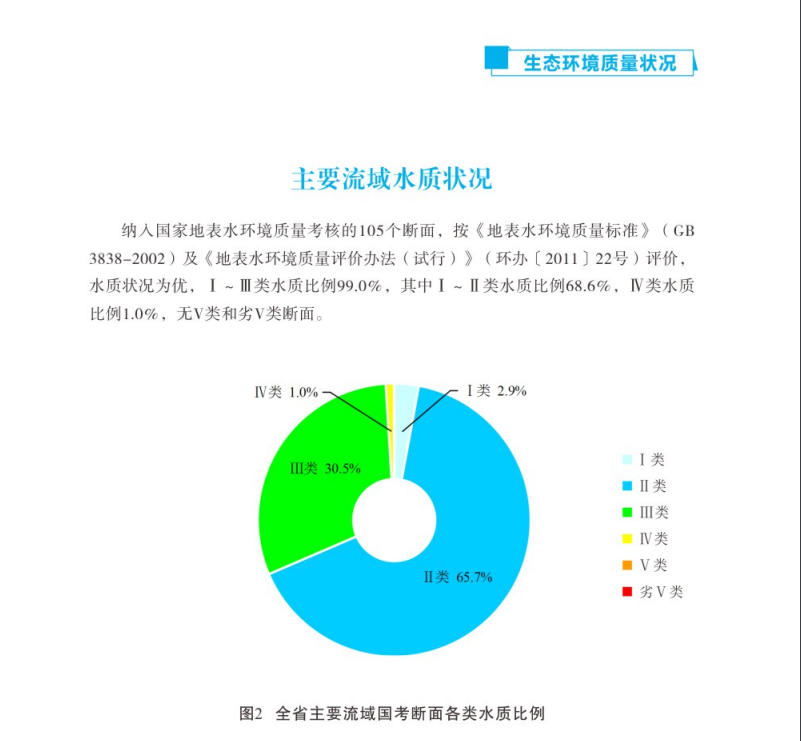 生态环境质量状况
主要流域水质状况
纳入国家地表水环境质量考核的105个断面，按《地表水环境质量标准》（GB
3838-2002）及《地表水环境质量评价办法（试行）》（环办〔2011〕22号）评价，
水质状况为优，Ⅰ～Ⅲ类水质比例99.0%，其中Ⅰ～Ⅱ类水质比例68.6%，Ⅳ类水质
比例1.0%，无V类和劣V类断面。
Ⅳ类 1.0%
Ⅰ类 2.9%
Ⅲ类 30.5%
Ⅱ类 65.7%
Ⅰ类
Ⅱ类
Ⅲ类
Ⅳ类
Ⅴ类
劣Ⅴ类
图2 全省主要流域国考断面各类水质比例